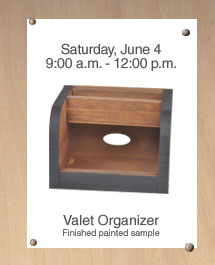 Saturday, June 4
9:00 a.m. - 12:00 p.m.
Valet Organizer
Finished painted sample